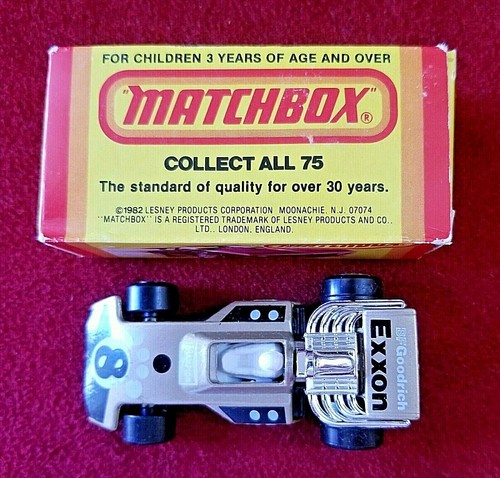 FOR CHILDREN 3 YEARS OF AGE AND OVER
"MATCHBOX"®
COLLECT ALL 75
The standard of quality for over 30 years.
©1982 LESNEY PRODUCTS CORPORATION MOONACHIE, N.J. 07074
"MATCHBOX" IS A REGISTERED TRADEMARK OF LESNEY PRODUCTS AND CO.,
LTD., LONDON, ENGLAND.
8
BFGoodrich
Exxon